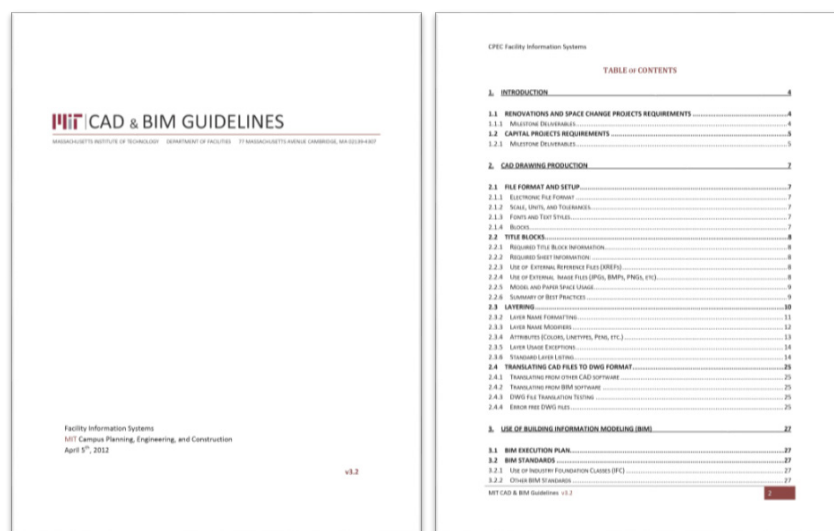 MIT CAD & BIM GUIDELINES
MASSACHUSETTS INSTITUTE OF TECHNOLOGY DEPARTMENT OF FACILITIES 77 MASSACHUSETTS AVENUE CAMBRIDGE, MA 02139-4307
Facility Information Systems
MIT Campus Planning, Engineering, and Construction
April 5th, 2012
v3.2
CPEC Facility Information Systems
TABLE OF CONTENTS
1. INTRODUCTION 4
1.1 RENOVATIONS AND SPACE CHANGE PROJECTS REQUIREMENTS 4
1.1.1 MILESTONE DELIVERABLES 4
1.2 CAPITAL PROJECTS REQUIREMENTS 5
1.2.1 MILESTONE DELIVERABLES 5
2. CAD DRAWING PRODUCTION 7
2.1 FILE FORMAT AND SETUP 7
2.1.1 ELECTRONIC FILE FORMAT 7
2.1.2 SCALE, UNITS, AND TOLERANCES 7
2.1.3 FONTS AND TEXT STYLES 7
2.1.4 BLOCKS 7
2.2 TITLE BLOCKS 8
2.2.1 REQUIRED TITLE BLOCK INFORMATION 8
2.2.2 REQUIRED SHEET INFORMATION 8
2.2.3 USE OF EXTERNAL REFERENCE FILES (XREFS) 8
2.2.4 USE OF EXTERNAL IMAGE FILES (JPGS, BMPS, PNGS, ETC) 8
2.2.5 MODEL AND PAPER SPACE USAGE 9
2.2.6 SUMMARY OF BEST PRACTICES 9
2.3 LAYERING 10
2.3.2 LAYER NAME FORMATTING 11
2.3.3 LAYER NAME MODIFIERS 12
2.3.4 ATTRIBUTES (COLORS, LINETYPES, PENS, ETC.) 13
2.3.5 LAYER USAGE EXCEPTIONS 14
2.3.6 STANDARD LAYER LISTING 14
2.4 TRANSLATING CAD FILES TO DWG FORMAT 25
2.4.1 TRANSLATING FROM OTHER CAD SOFTWARE 25
2.4.2 TRANSLATING FROM BIM SOFTWARE 25
2.4.3 DWG FILE TRANSLATION TESTING 25
2.4.4 ERROR FREE DWG FILES 25
3. USE OF BUILDING INFORMATION MODELING (BIM) 27
3.1 BIM EXECUTION PLAN 27
3.2 BIM STANDARDS 27
3.2.1 USE OF INDUSTRY FOUNDATION CLASSES (IFC) 27
3.2.2 OTHER BIM STANDARDS 27
MIT CAD & BIM Guidelines v3.2 2